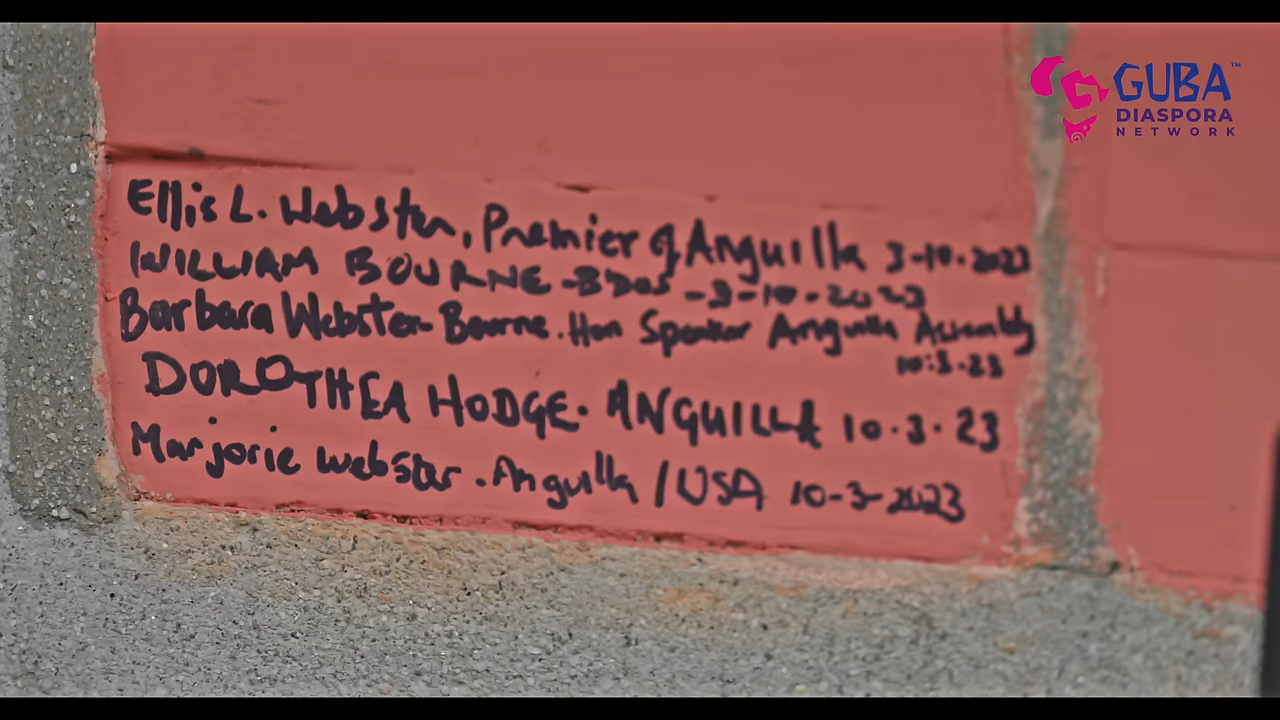 GUBA™
DIASPORA
NETWORK
Ellis L. Webster, Premier of Anguilla 3-10-2023
WILLIAM BOURNE - B'DOS - 3-10-2023
Barbara Webster-Bourne. Hon Speaker Anguilla Assembly
10.3.23
DOROTHEA HODGE. ANGUILLA 10.3.23
Marjorie Webster. Anguilla / USA 10-3-2023